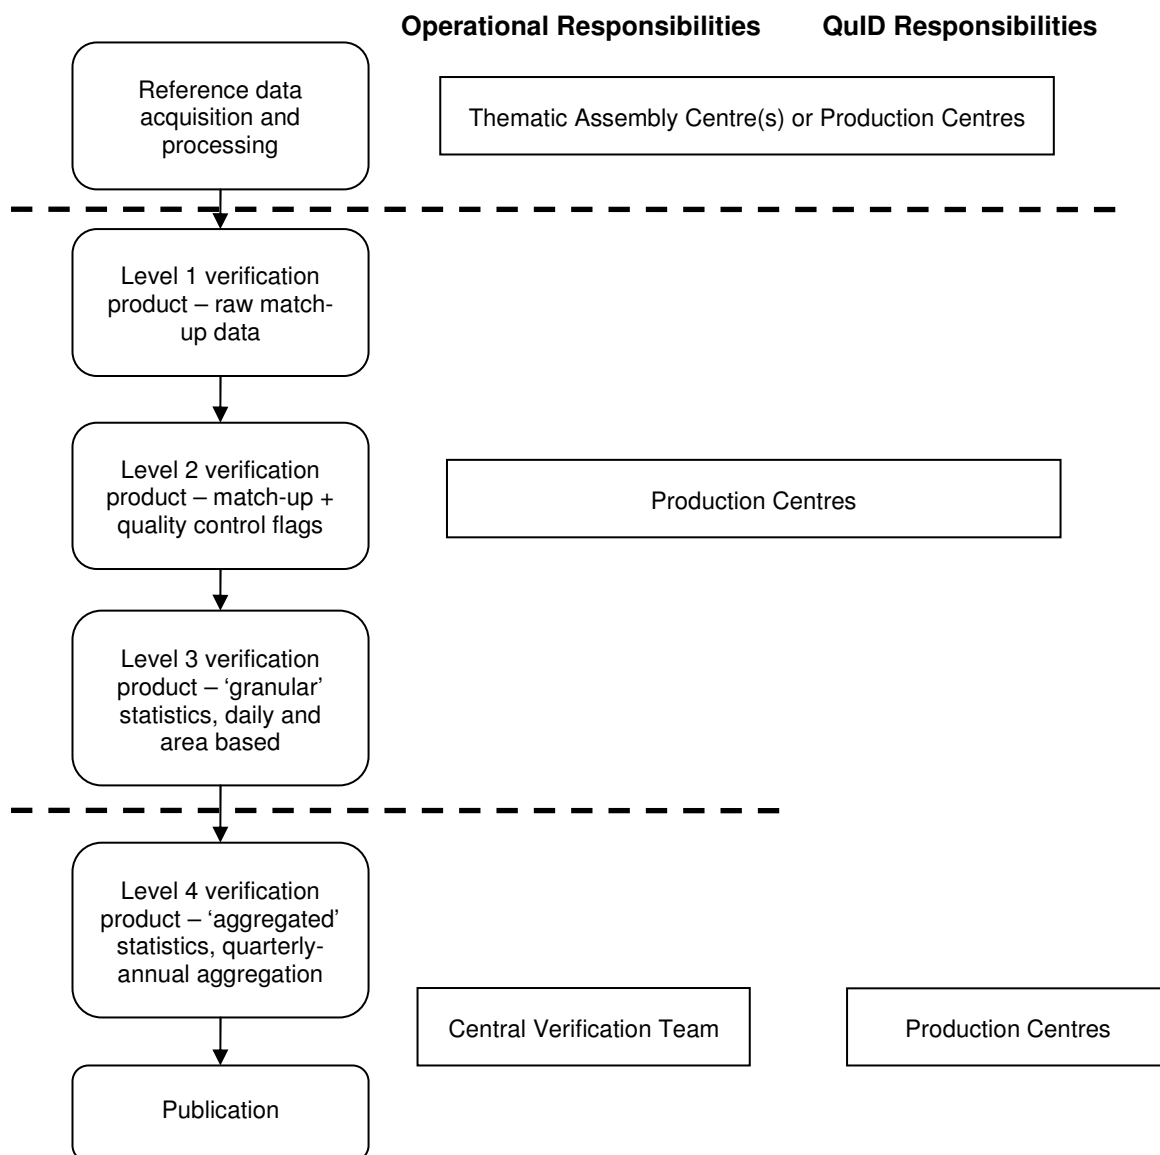 Operational Responsibilities
QuID Responsibilities
Reference data
acquisition and
processing
Thematic Assembly Centre(s) or Production Centres
Level 1 verification
product – raw match-
up data
Level 2 verification
product – match-up +
quality control flags
Production Centres
Level 3 verification
product – ‘granular’
statistics, daily and
area based
Level 4 verification
product – ‘aggregated’
statistics, quarterly-
annual aggregation
Central Verification Team
Production Centres
Publication